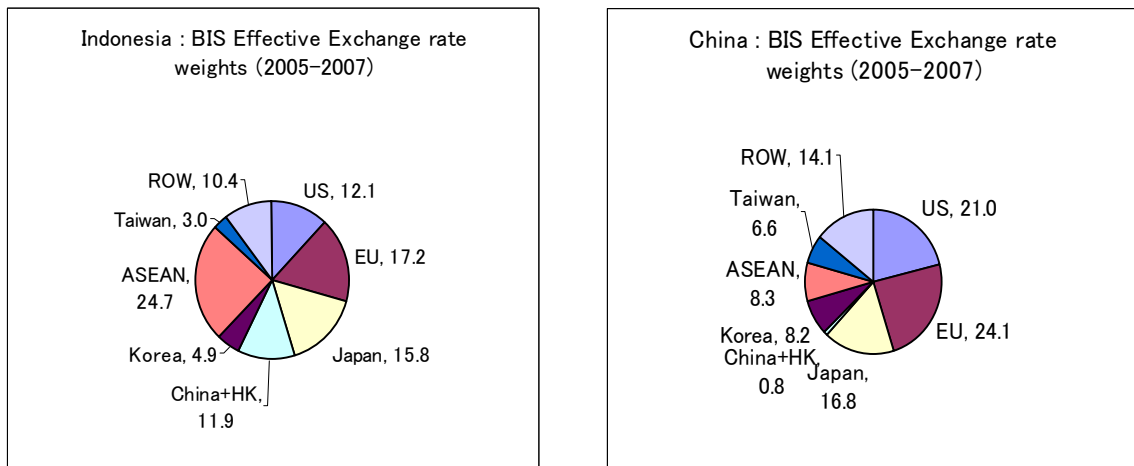 Indonesia : BIS Effective Exchange rate
weights (2005-2007)
ROW, 10.4
US, 12.1
Taiwan, 3.0
EU, 17.2
ASEAN,
24.7
Korea, 4.9
Japan, 15.8
China+HK,
11.9
China : BIS Effective Exchange rate
weights (2005-2007)
ROW, 14.1
Taiwan,
6.6
US, 21.0
ASEAN,
8.3
EU, 24.1
Korea, 8.2
China+HK,
0.8
Japan,
16.8